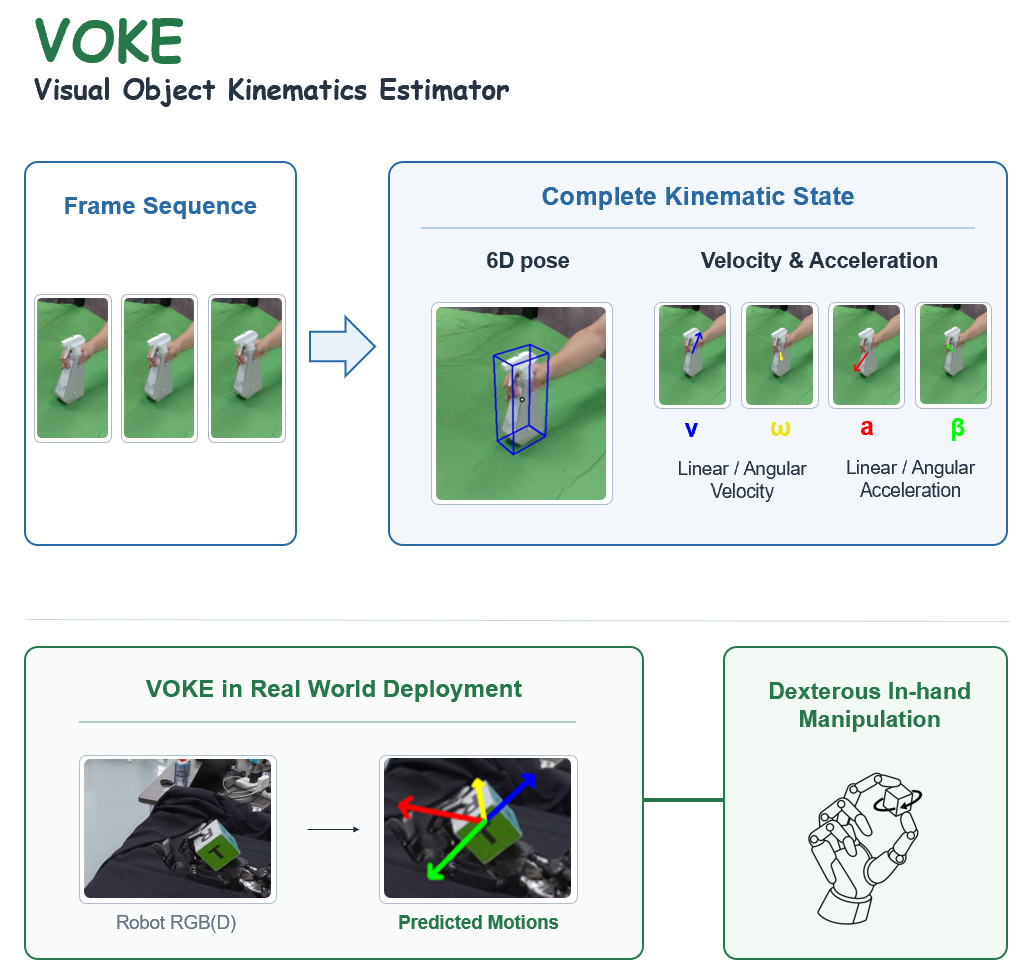 VOKE
Visual Object Kinematics Estimator
Frame Sequence
Complete Kinematic State
6D pose
Velocity & Acceleration
v
ω
a
β
Linear / Angular
Velocity
Linear / Angular
Acceleration
VOKE in Real World Deployment
Robot RGB(D)
Predicted Motions
T
Dexterous In-hand
Manipulation